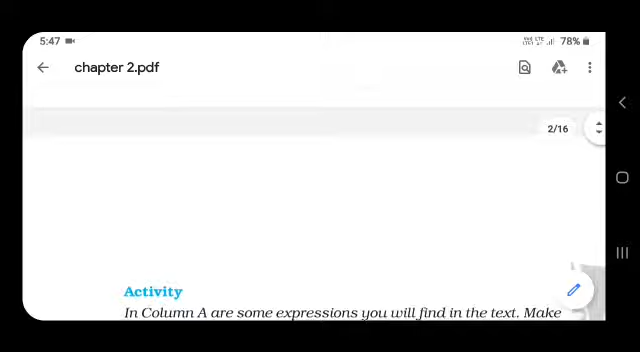 5:47
78%
chapter 2.pdf
2/16
Activity
In Column A are some expressions you will find in the text. Make